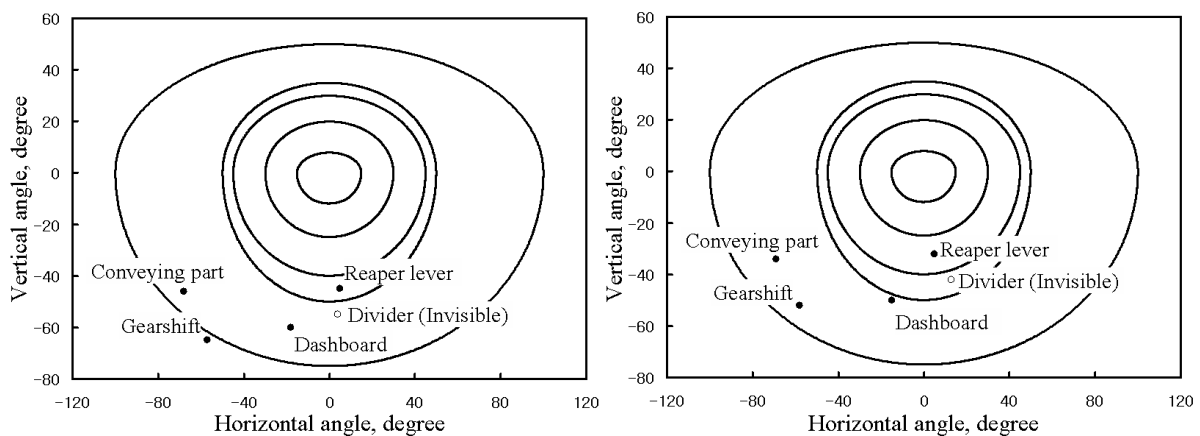 60
40
20
0
−20
−40
−60
−80
Vertical angle, degree
Conveying part
Gearshift
Reaper lever
Divider (Invisible)
Dashboard
−120
−80
−40
0
40
80
120
Horizontal angle, degree
60
40
20
0
−20
−40
−60
−80
Vertical angle, degree
Conveying part
Gearshift
Reaper lever
Divider (Invisible)
Dashboard
−120
−80
−40
0
40
80
120
Horizontal angle, degree